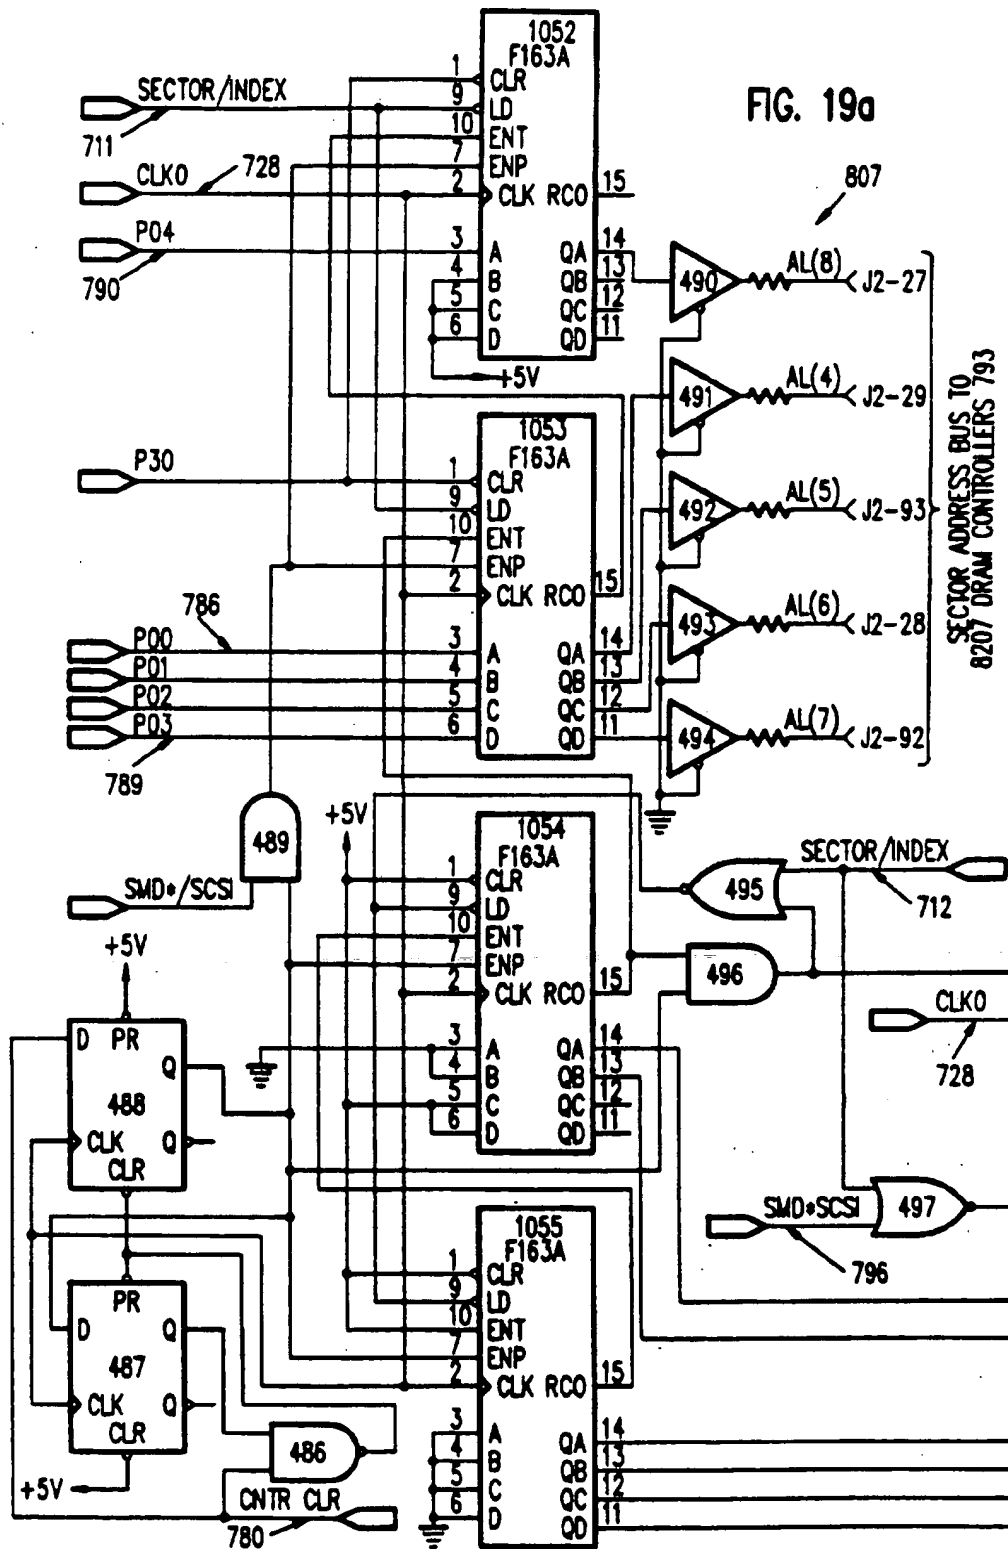 FIG. 19a
1052
F163A
1 CLR
SECTOR/INDEX
711
9 LD
10 ENT
7 ENP
CLK0
728
2 CLK RCO 15
P04
790
3 A QA 14
4 B QB 13
5 C QC 12
6 D QD 11
+5V
807
490
AL(8)
J2-27
491
AL(4)
J2-29
492
AL(5)
J2-93
493
AL(6)
J2-28
494
AL(7)
J2-92
SECTOR ADDRESS BUS TO
8207 DRAM CONTROLLERS 793
1053
F163A
P30
1 CLR
9 LD
10 ENT
7 ENP
2 CLK RCO 15
786
P00
P01
P02
P03
789
3 A QA 14
4 B QB 13
5 C QC 12
6 D QD 11
489
SMD*/SCSI
+5V
1054
F163A
1 CLR
9 LD
10 ENT
7 ENP
2 CLK RCO 15
3 A QA 14
4 B QB 13
5 C QC 12
6 D QD 11
495
SECTOR/INDEX
712
496
CLK0
728
SMD*SCSI
796
497
+5V
D PR Q
488
CLK Q
CLR
PR
D Q
487
CLK Q
CLR
+5V
486
CNTR CLR
780
1055
F163A
1 CLR
9 LD
10 ENT
7 ENP
2 CLK RCO 15
3 A QA 14
4 B QB 13
5 C QC 12
6 D QD 11